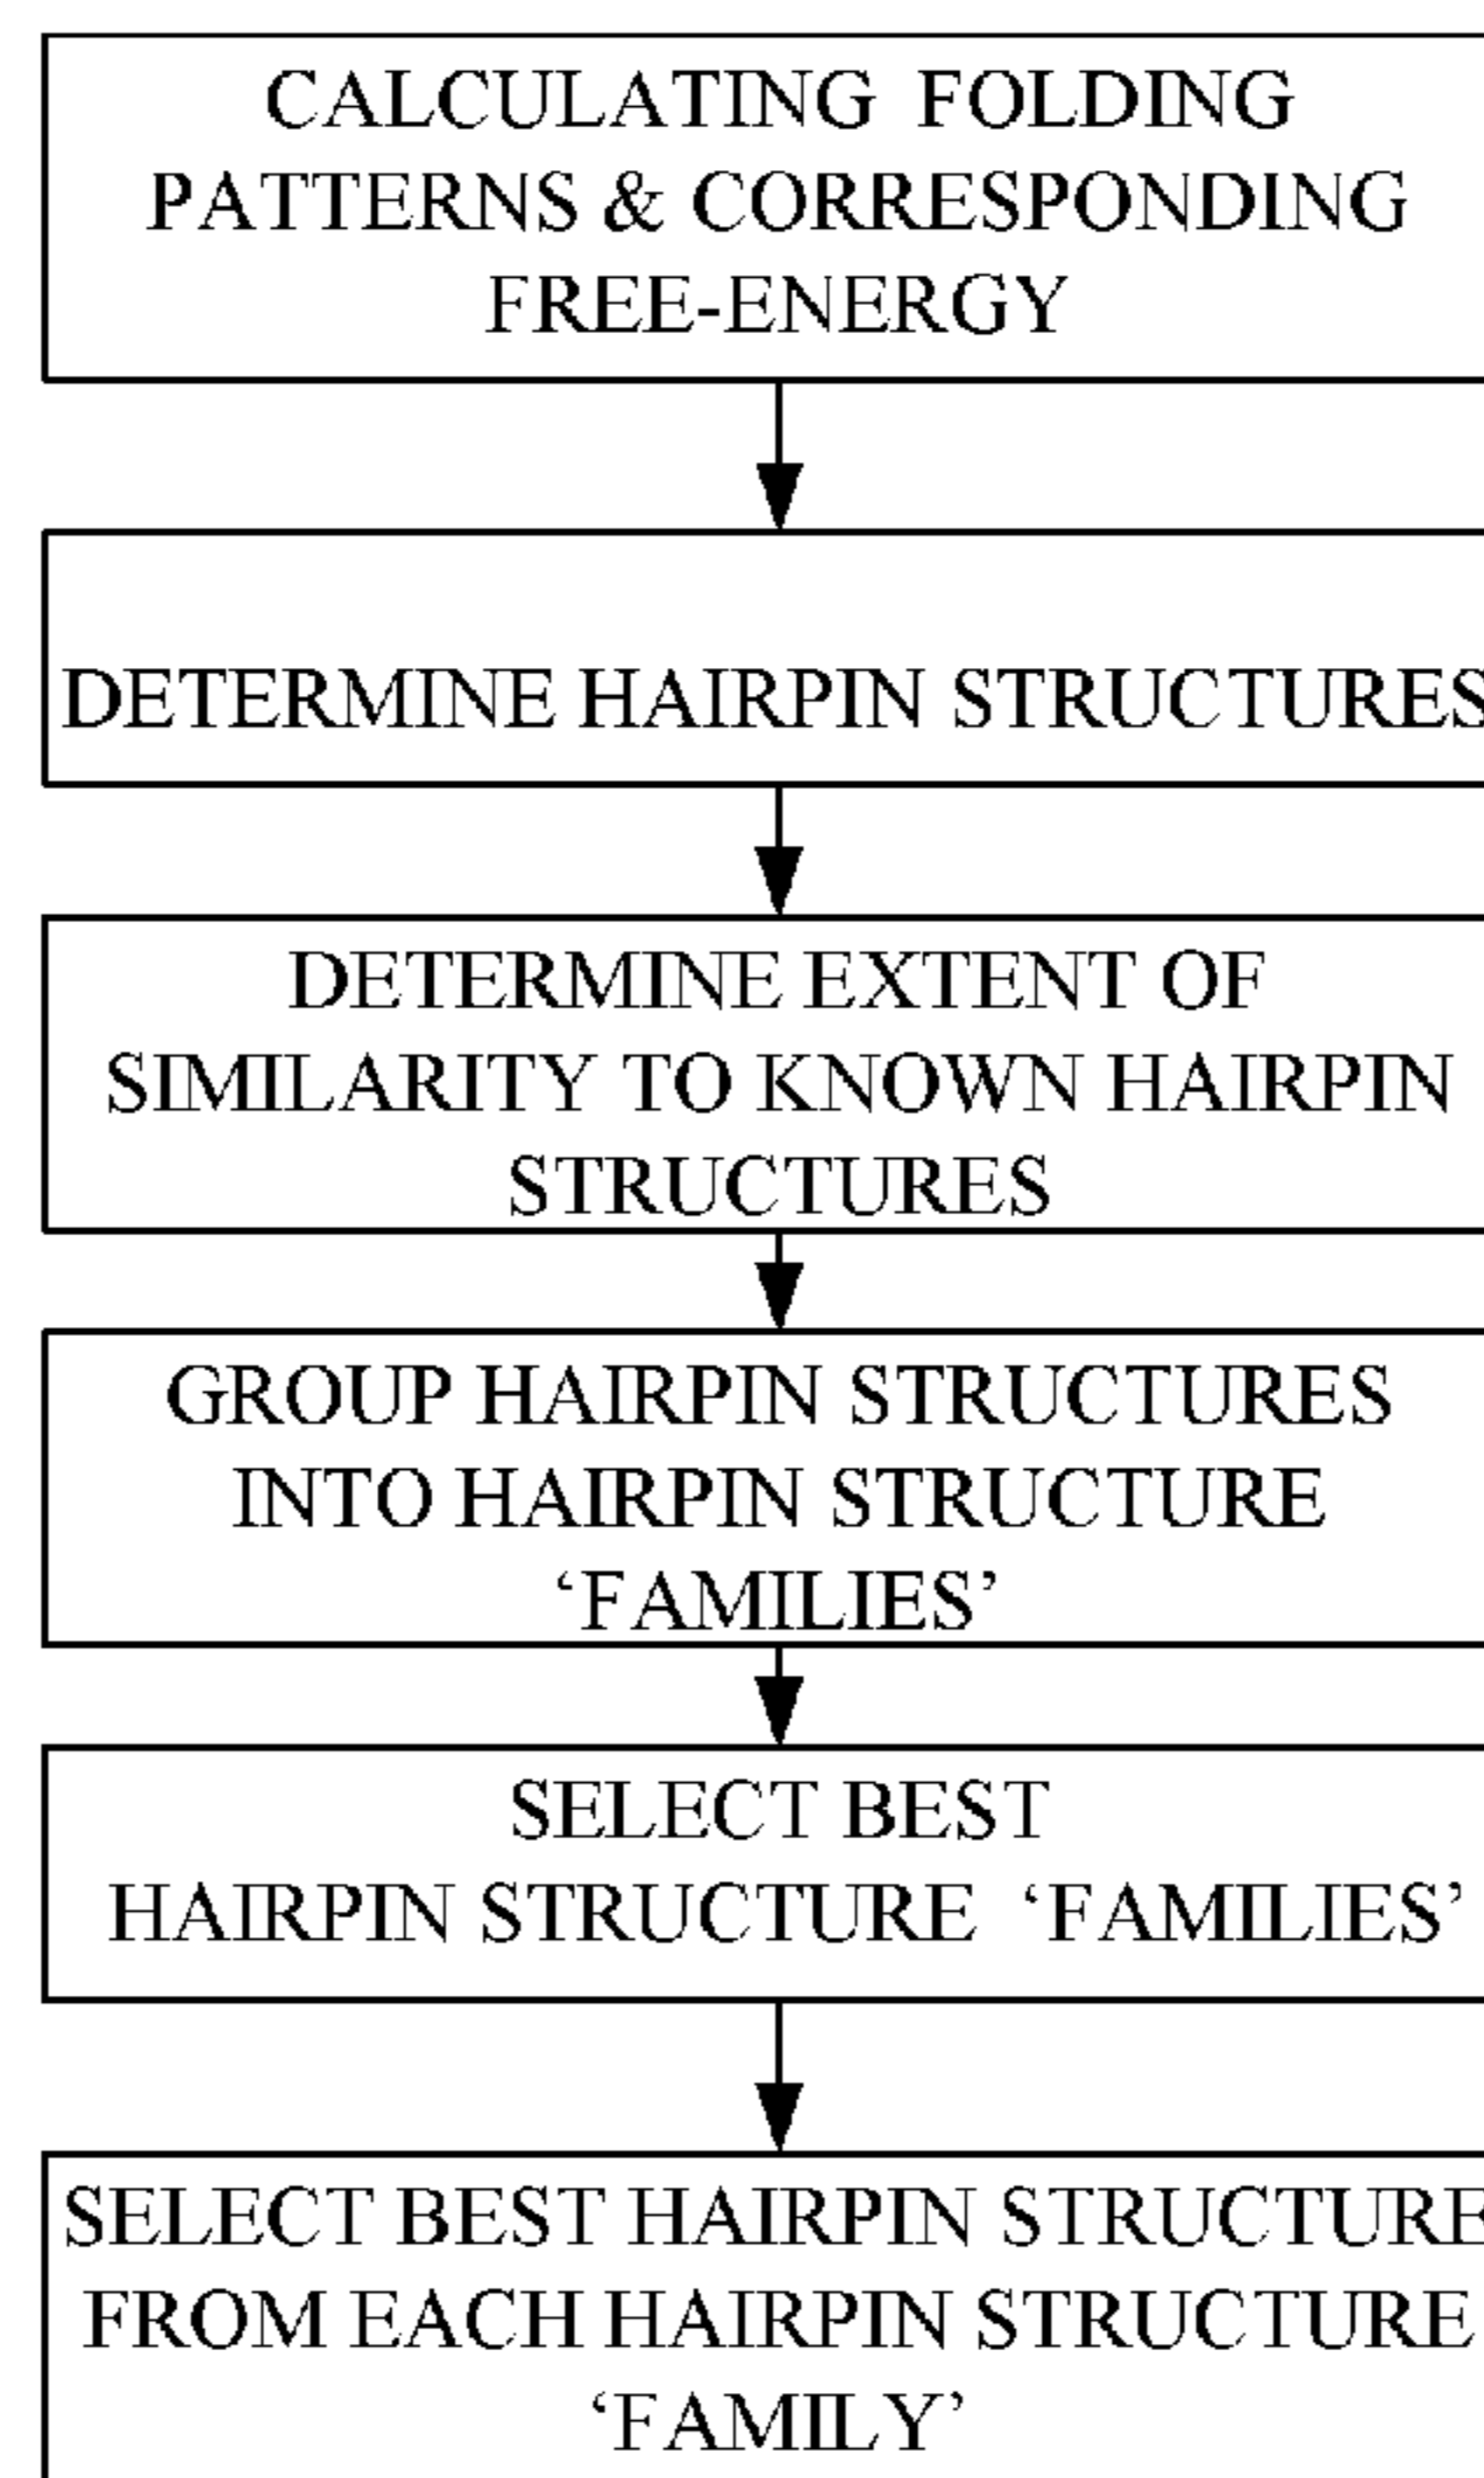 CALCULATING FOLDING
PATTERNS & CORRESPONDING
FREE-ENERGY
DETERMINE HAIRPIN STRUCTURES
DETERMINE EXTENT OF
SIMILARITY TO KNOWN HAIRPIN
STRUCTURES
GROUP HAIRPIN STRUCTURES
INTO HAIRPIN STRUCTURE
‘FAMILIES’
SELECT BEST
HAIRPIN STRUCTURE ‘FAMILIES’
SELECT BEST HAIRPIN STRUCTURE
FROM EACH HAIRPIN STRUCTURE
‘FAMILY’